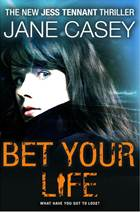 THE NEW JESS TENNANT THRILLER
JANE CASEY
BET YOUR
LIFE
WHAT HAVE YOU GOT TO LOSE?